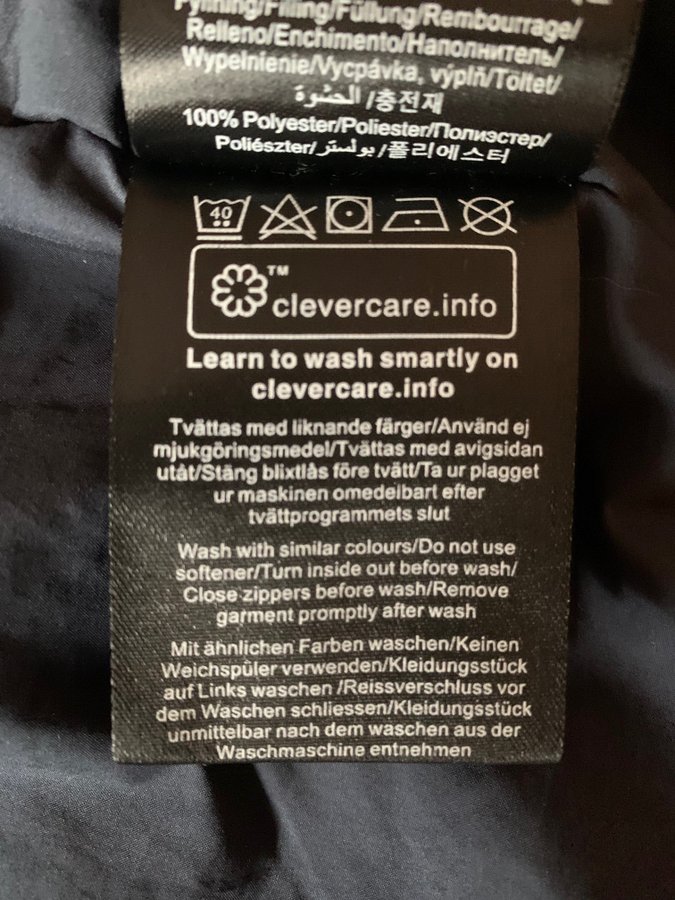 Fyllning/Filling/Füllung/Rembourrage/
Relleno/Enchimento/Наполнитель/
Wypełnienie/Vycpávka, výplň/Töltet/
الحشوة/충전재
100% Polyester/Poliester/Полиэстер/
Poliészter/بولستر/폴리에스터
40
™
clevercare.info
Learn to wash smartly on
clevercare.info
Tvättas med liknande färger/Använd ej
mjukgöringsmedel/Tvättas med avigsidan
utåt/Stäng blixtlås före tvätt/Ta ur plagget
ur maskinen omedelbart efter
tvättprogrammets slut
Wash with similar colours/Do not use
softener/Turn inside out before wash/
Close zippers before wash/Remove
garment promptly after wash
Mit ähnlichen Farben waschen/Keinen
Weichspüler verwenden/Kleidungsstück
auf Links waschen /Reissverschluss vor
dem Waschen schliessen/Kleidungsstück
unmittelbar nach dem waschen aus der
Waschmaschine entnehmen